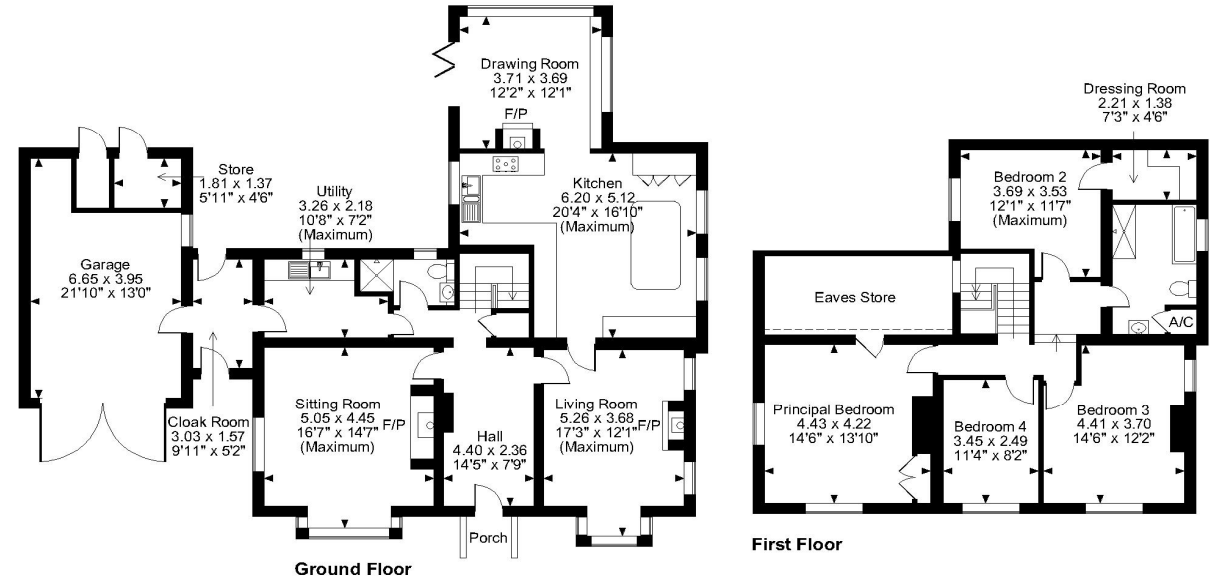 Drawing Room
3.71 x 3.69
12'2" x 12'1"
F/P
Store
1.81 x 1.37
5'11" x 4'6"
Utility
3.26 x 2.18
10'8" x 7'2"
(Maximum)
Kitchen
6.20 x 5.12
20'4" x 16'10"
(Maximum)
Garage
6.65 x 3.95
21'10" x 13'0"
Cloak Room
3.03 x 1.57
9'11" x 5'2"
Sitting Room
5.05 x 4.45
16'7" x 14'7"
(Maximum)
F/P
Hall
4.40 x 2.36
14'5" x 7'9"
Living Room
5.26 x 3.68
17'3" x 12'1"
(Maximum)
F/P
Porch
Ground Floor
Dressing Room
2.21 x 1.38
7'3" x 4'6"
Bedroom 2
3.69 x 3.53
12'1" x 11'7"
(Maximum)
Eaves Store
A/C
Principal Bedroom
4.43 x 4.22
14'6" x 13'10"
Bedroom 4
3.45 x 2.49
11'4" x 8'2"
Bedroom 3
4.41 x 3.70
14'6" x 12'2"
First Floor